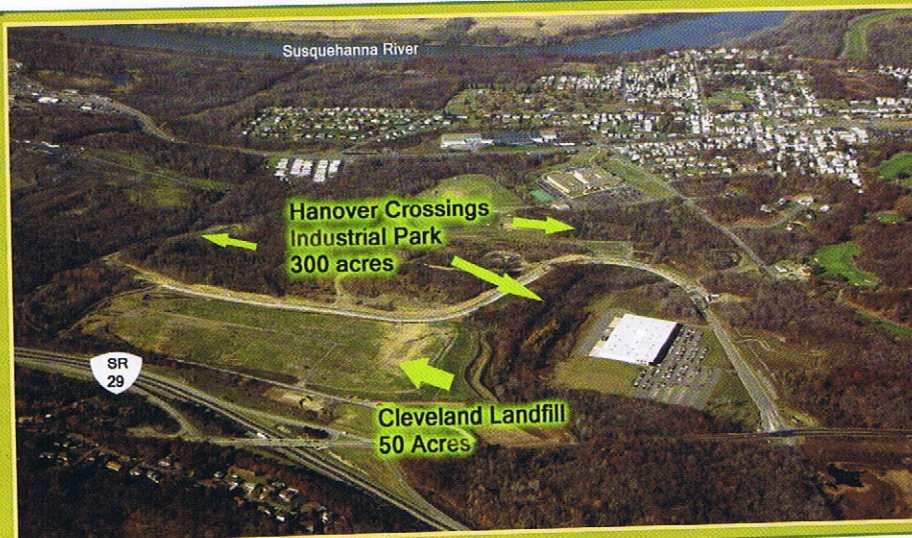 Susquehanna River
Hanover Crossings
Industrial Park
300 acres
SR
29
Cleveland Landfill
50 Acres